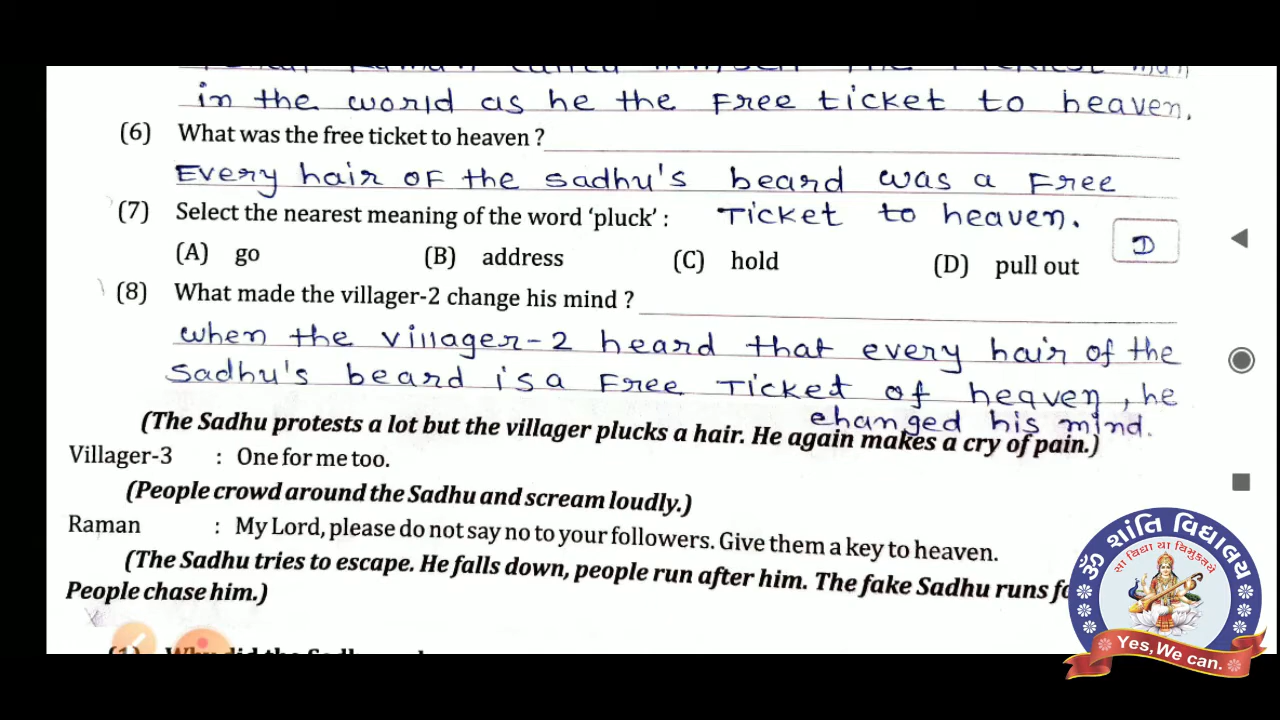 in the world as he the Free ticket to heaven.
(6) What was the free ticket to heaven ?
Every hair of the sadhu's beard was a Free
(7) Select the nearest meaning of the word 'pluck' : Ticket to heaven.
(A) go (B) address (C) hold (D) pull out D
(8) What made the villager-2 change his mind ?
when the villager-2 heard that every hair of the
Sadhu's beard is a Free Ticket of heaven, he
changed his mind.
(The Sadhu protests a lot but the villager plucks a hair. He again makes a cry of pain.)
Villager-3 : One for me too.
(People crowd around the Sadhu and scream loudly.)
Raman : My Lord, please do not say no to your followers. Give them a key to heaven.
(The Sadhu tries to escape. He falls down, people run after him. The fake Sadhu runs
People chase him.)
ૐ શાંતિ વિદ્યાલય
સા વિદ્યા યા વિમુક્તયે
Yes, We can.